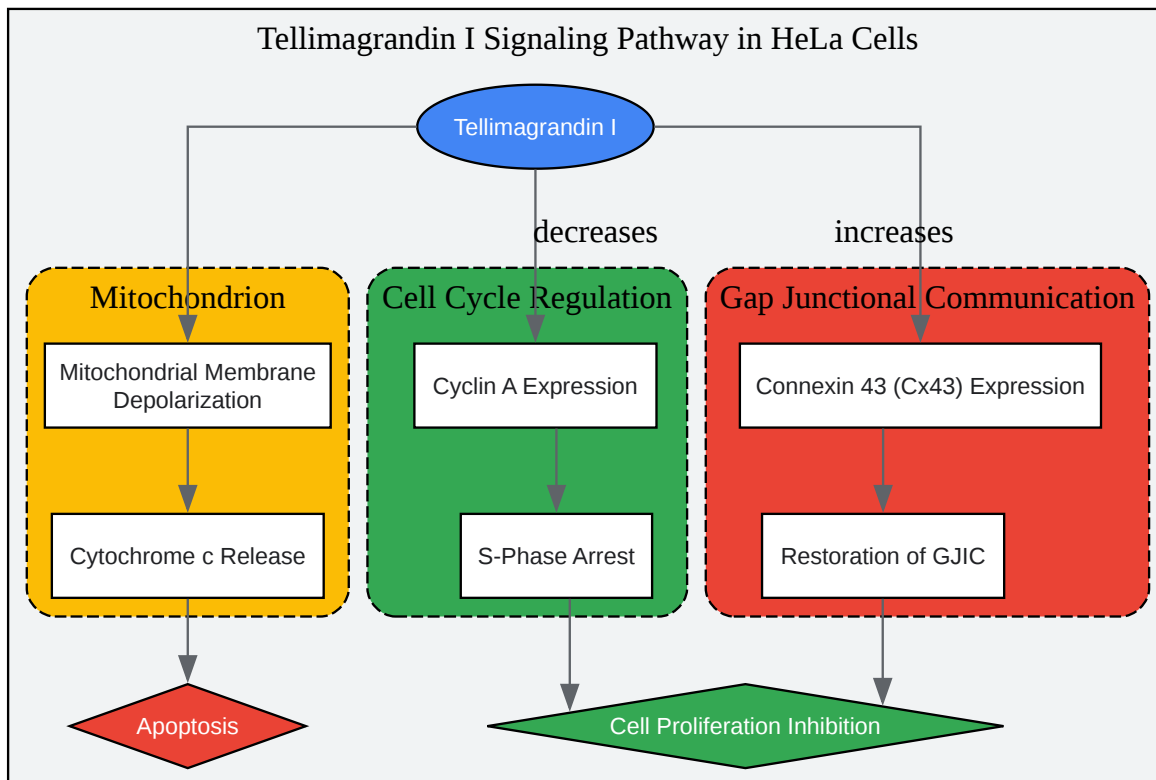 Tellimagrandin I Signaling Pathway in HeLa Cells
Tellimagrandin I
decreases
increases
Mitochondrion
Cell Cycle Regulation
Gap Junctional Communication
Mitochondrial Membrane
Depolarization
Cyclin A Expression
Connexin 43 (Cx43) Expression
Cytochrome c Release
S-Phase Arrest
Restoration of GJIC
Apoptosis
Cell Proliferation Inhibition